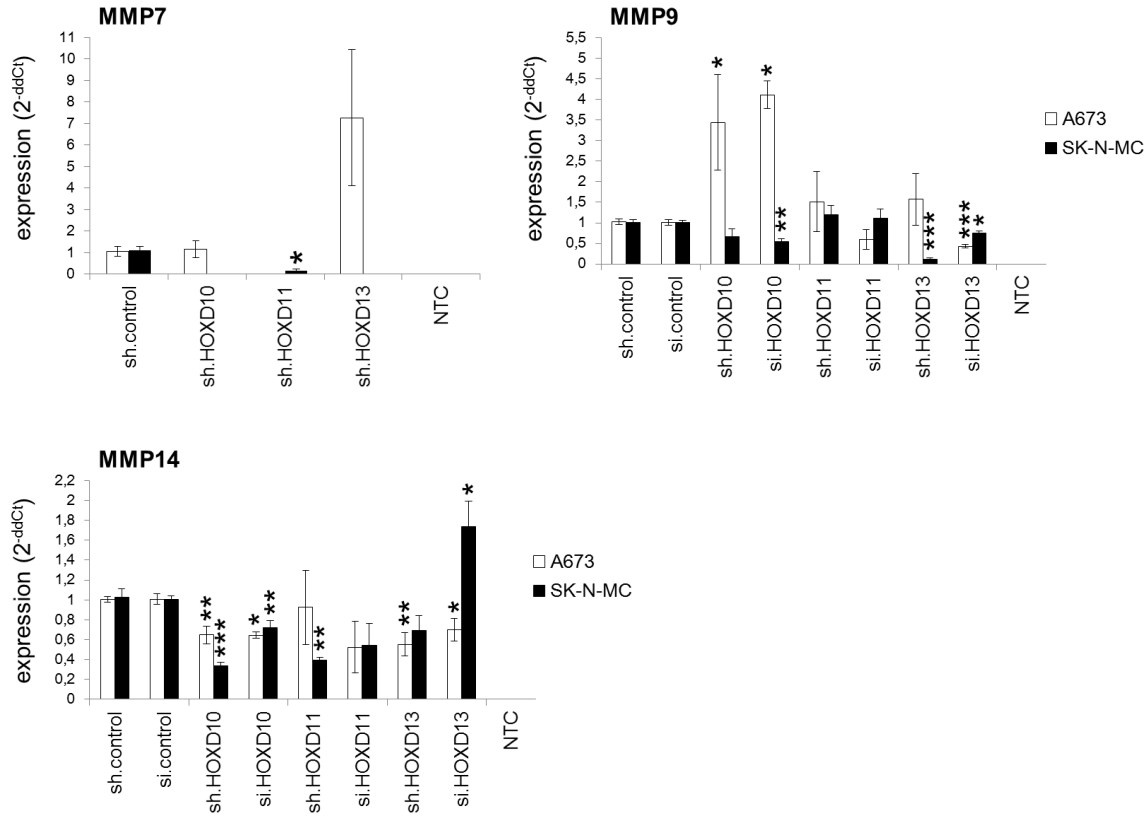 MMP7
expression (2-ddCt)
11
10
9
8
7
6
5
4
3
2
1
0
*
sh.control
sh.HOXD10
sh.HOXD11
sh.HOXD13
NTC
MMP9
expression (2-ddCt)
5,5
5
4,5
4
3,5
3
2,5
2
1,5
1
0,5
0
*
*
**
***
***
*
sh.control
si.control
sh.HOXD10
si.HOXD10
sh.HOXD11
si.HOXD11
sh.HOXD13
si.HOXD13
NTC
A673
SK-N-MC
MMP14
expression (2-ddCt)
2,2
2
1,8
1,6
1,4
1,2
1
0,8
0,6
0,4
0,2
0
**
***
*
**
**
**
*
*
sh.control
si.control
sh.HOXD10
si.HOXD10
sh.HOXD11
si.HOXD11
sh.HOXD13
si.HOXD13
NTC
A673
SK-N-MC